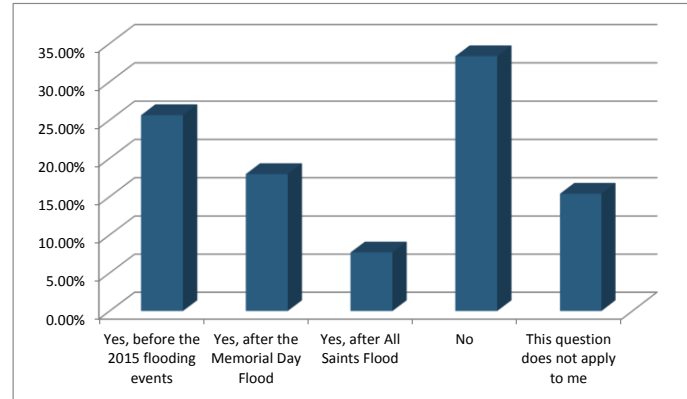 35.00%
30.00%
25.00%
20.00%
15.00%
10.00%
5.00%
0.00%
Yes, before the
2015 flooding
events
Yes, after the
Memorial Day
Flood
Yes, after All
Saints Flood
No
This question
does not apply
to me